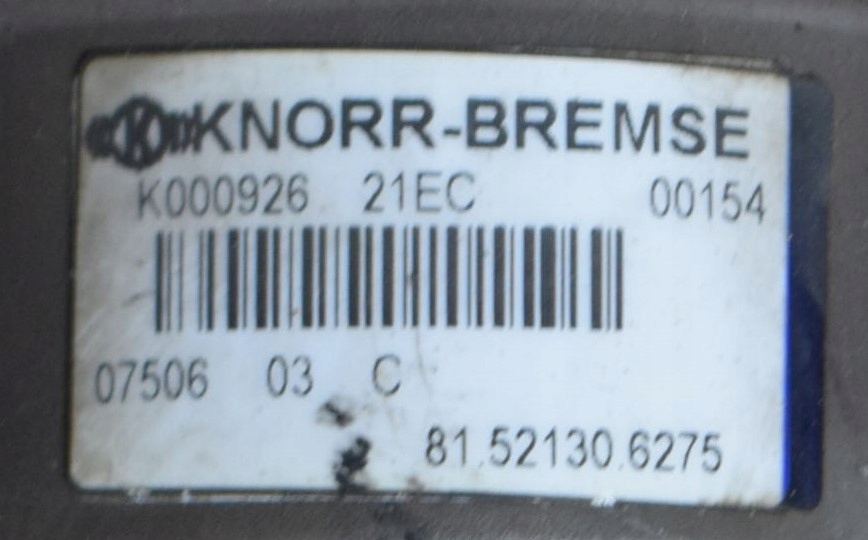 KNORR-BREMSE
K000926 21EC 00154
07506 03 C
81.52130.6275